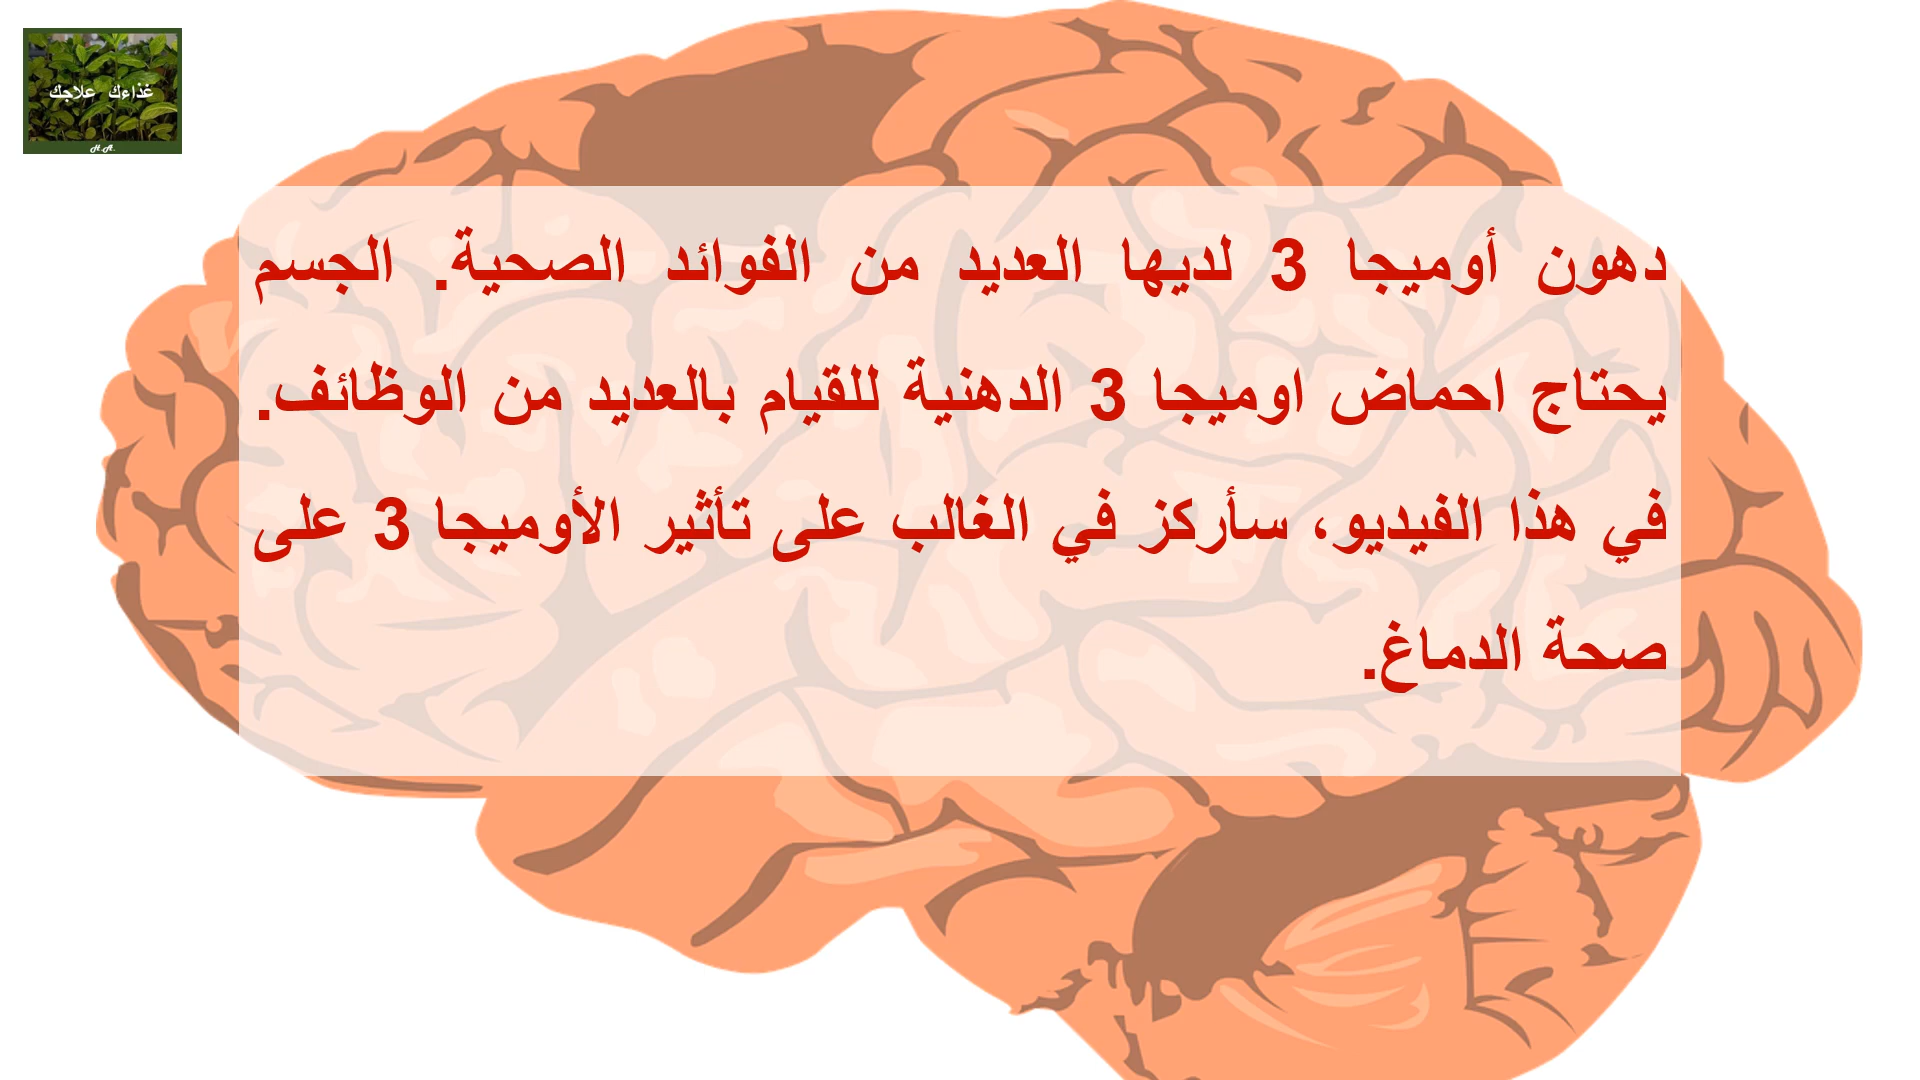 غذاءك علاجك
H.A.
دهون أوميجا 3 لديها العديد من الفوائد الصحية. الجسم
يحتاج احماض اوميجا 3 الدهنية للقيام بالعديد من الوظائف.
في هذا الفيديو، سأركز في الغالب على تأثير الأوميجا 3 على
صحة الدماغ.